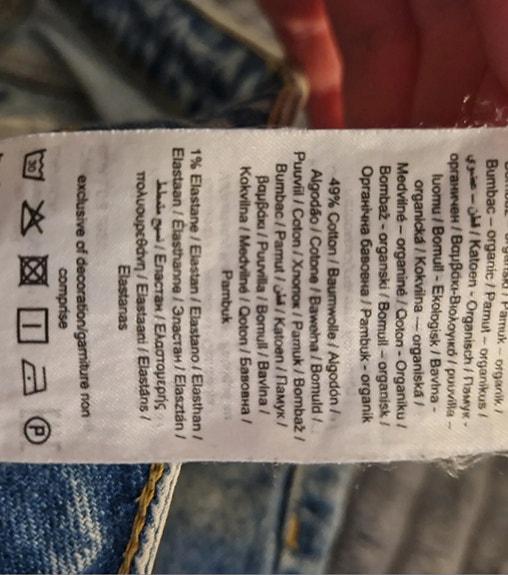 Bumbac – organic / Pamut – organikus /
قطن – عضوي / Katoen - Organisch / Памук -
органичен / Βαμβάκι-Βιολογικό / puuvilla –
luomu / Bomull - Ekologisk / Bavlna -
organická / Kokvilna — organiskā /
Medvilnė – organinė / Qoton - Organiku /
Bombaž - organski / Bomull – organisk /
Органічна бавовна / Pambuk - organik
49% Cotton / Baumwolle / Algodón /
Algodão / Cotone / Bawełna / Bomuld /
Puuvill / Coton / Хлопок / Pamuk / Bombaž /
Bumbac / Pamut / قطن / Katoen / Памук /
βαμβάκι / Puuvilla / Bomull / Bavlna /
Kokvilna / Medvilnė / Qoton / Бавовна /
Pambuk
1% Elastane / Elastan / Elastano / Elasthan /
Elastaan / Élasthanne / Эластан / Elasztán /
Еластан / Ελαστομερής
πολυουρεθάνη / Elastaani / Elastāns /
Elastanas
exclusive of decoration/garniture non
comprise
30
P